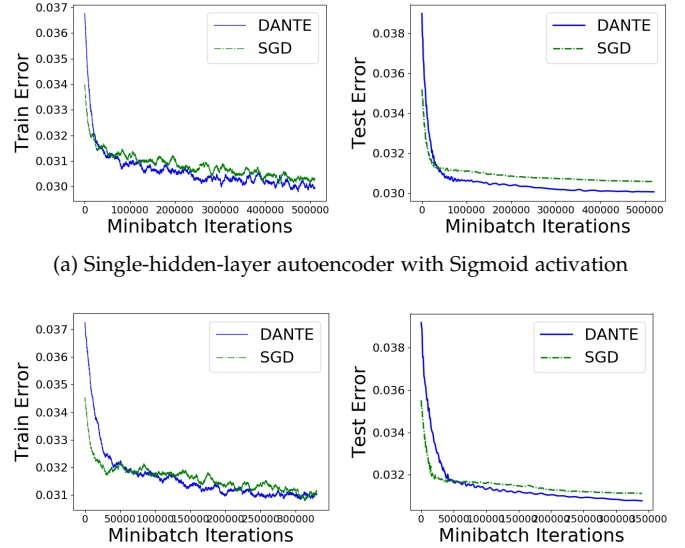 0.037
0.036
0.035
0.034
0.033
0.032
0.031
0.030
Train Error
DANTE
SGD
0 100000 200000 300000 400000 500000
Minibatch Iterations
0.038
0.036
0.034
0.032
0.030
Test Error
DANTE
SGD
0 100000 200000 300000 400000 500000
Minibatch Iterations
(a) Single-hidden-layer autoencoder with Sigmoid activation
0.037
0.036
0.035
0.034
0.033
0.032
0.031
Train Error
DANTE
SGD
0 50000 100000 150000 200000 250000 300000
Minibatch Iterations
0.038
0.036
0.034
0.032
Test Error
DANTE
SGD
0 50000 100000 150000 200000 250000 300000 350000
Minibatch Iterations